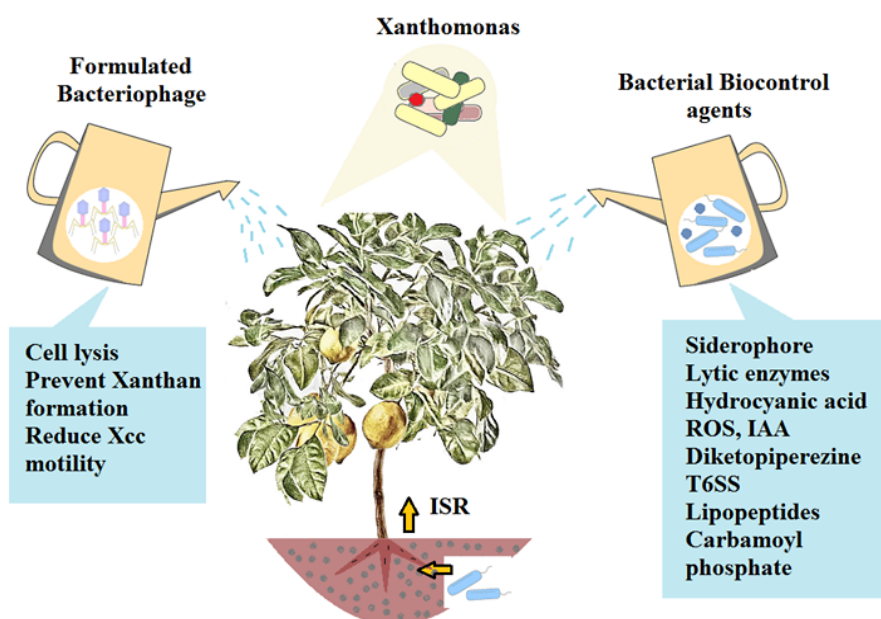 Xanthomonas
Formulated
Bacteriophage
Bacterial Biocontrol
agents
Cell lysis
Prevent Xanthan
formation
Reduce Xcc
motility
Siderophore
Lytic enzymes
Hydrocyanic acid
ROS, IAA
Diketopiperezine
T6SS
Lipopeptides
Carbamoyl
phosphate
ISR